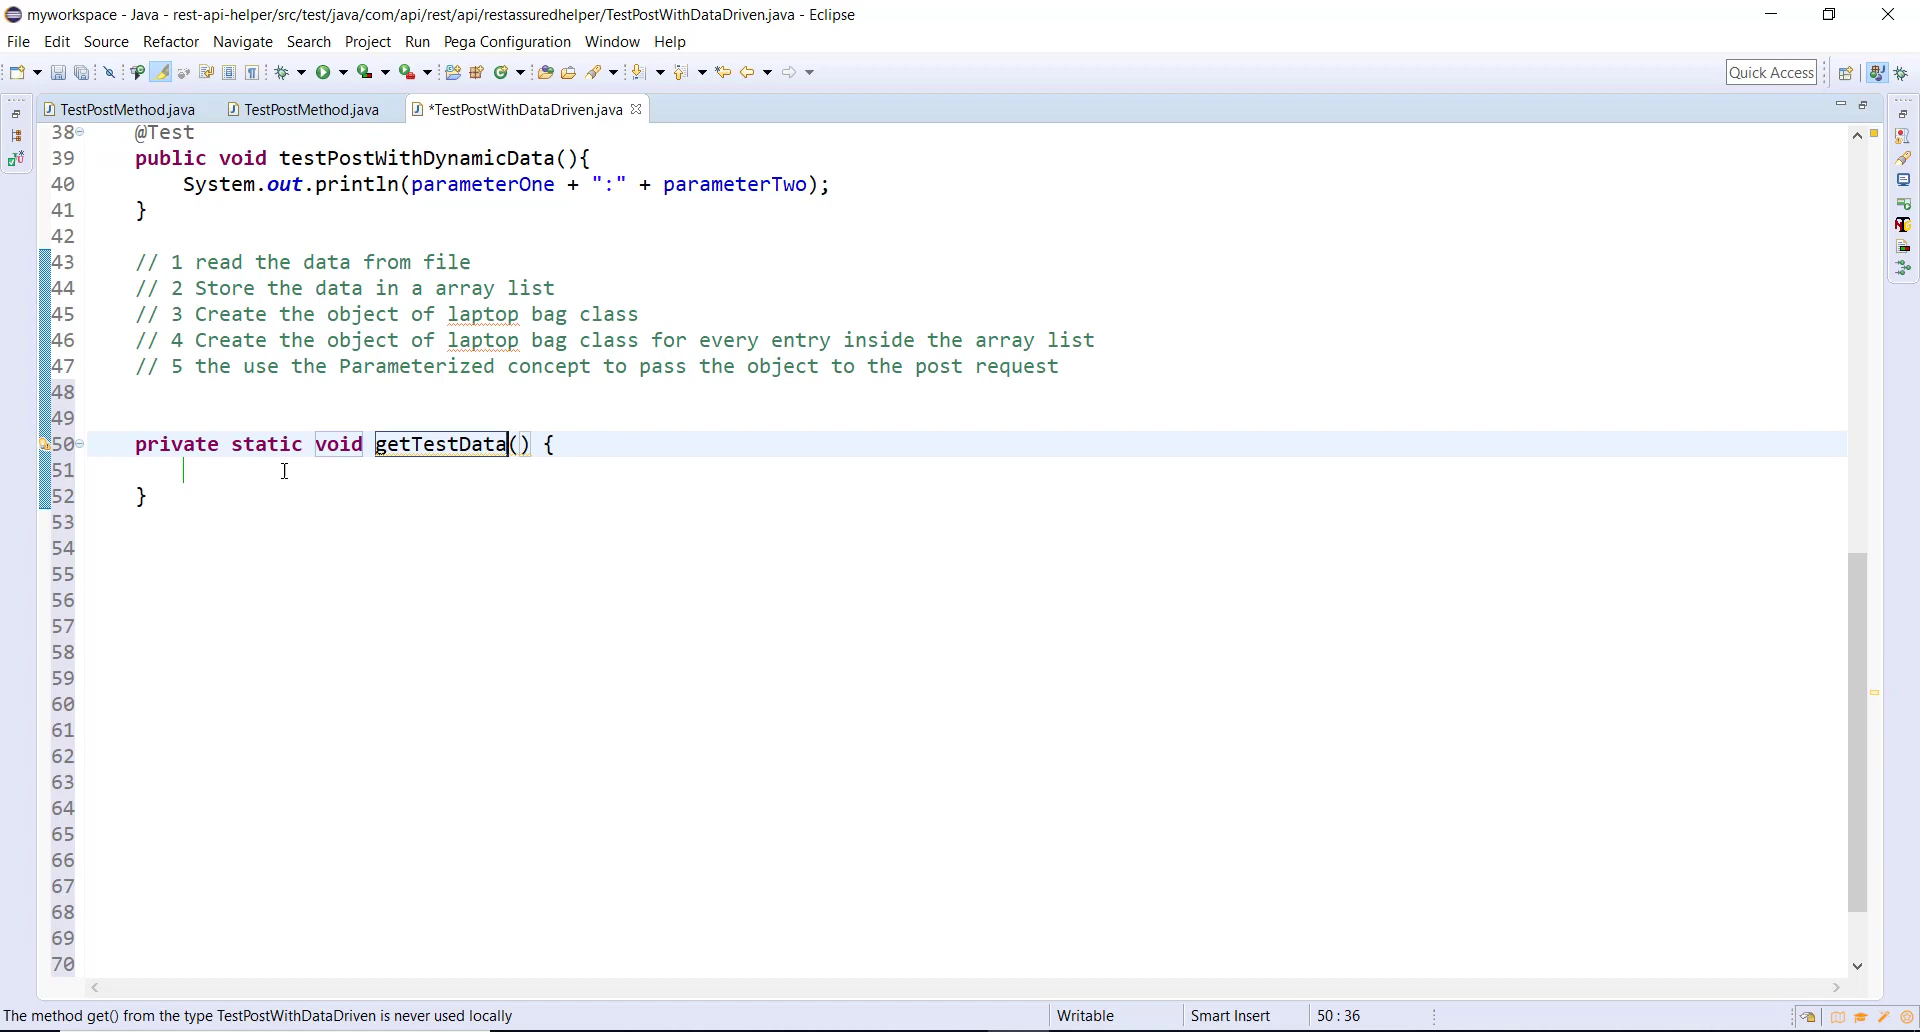 myworkspace - Java - rest-api-helper/src/test/java/com/api/rest/api/restassuredhelper/TestPostWithDataDriven.java - Eclipse
File Edit Source Refactor Navigate Search Project Run Pega Configuration Window Help
Quick Access
TestPostMethod.java TestPostMethod.java *TestPostWithDataDriven.java
38 @Test
39 public void testPostWithDynamicData(){
40 System.out.println(parameterOne + ":" + parameterTwo);
41 }
42
43 // 1 read the data from file
44 // 2 Store the data in a array list
45 // 3 Create the object of laptop bag class
46 // 4 Create the object of laptop bag class for every entry inside the array list
47 // 5 the use the Parameterized concept to pass the object to the post request
48
49
50 private static void getTestData() {
51
52 }
53
54
55
56
57
58
59
60
61
62
63
64
65
66
67
68
69
70
The method get() from the type TestPostWithDataDriven is never used locally Writable Smart Insert 50 : 36